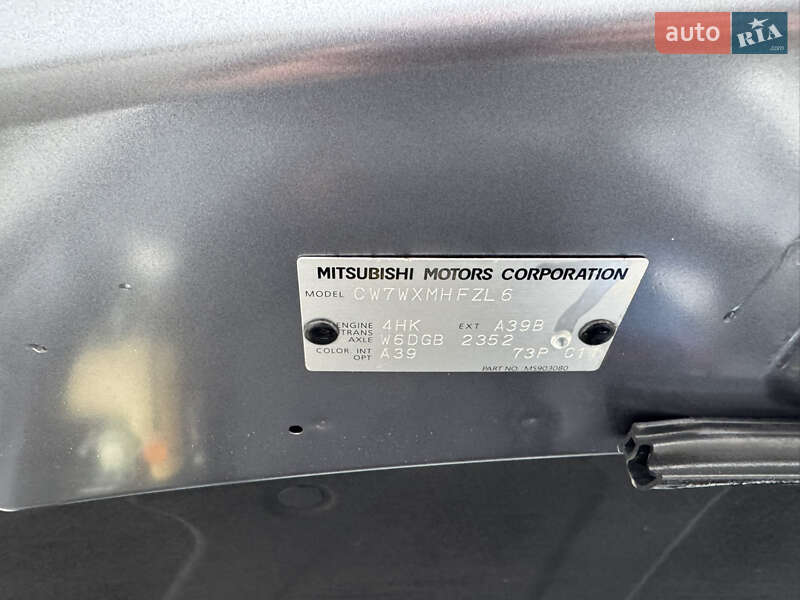 auto RIA .com
MITSUBISHI MOTORS CORPORATION
MODEL CW7WXMHFZL6
ENGINE 4HK EXT A39B
TRANS AXLE W6DGB 2352
COLOR, INT OPT A39 73P C11
PART NO. MS903080